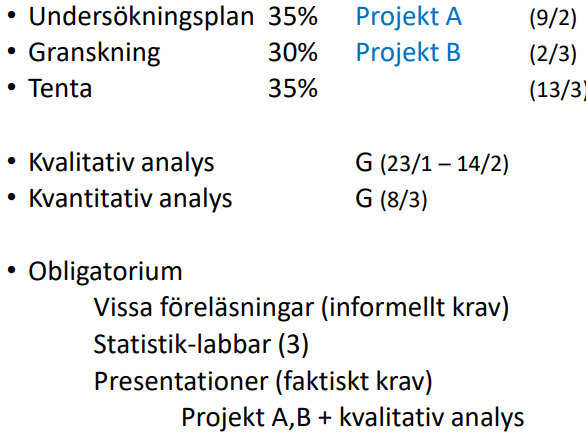 • Undersökningsplan 35% Projekt A (9/2)
• Granskning 30% Projekt B (2/3)
• Tenta 35% (13/3)
• Kvalitativ analys G (23/1 – 14/2)
• Kvantitativ analys G (8/3)
• Obligatorium
Vissa föreläsningar (informellt krav)
Statistik-labbar (3)
Presentationer (faktiskt krav)
Projekt A,B + kvalitativ analys